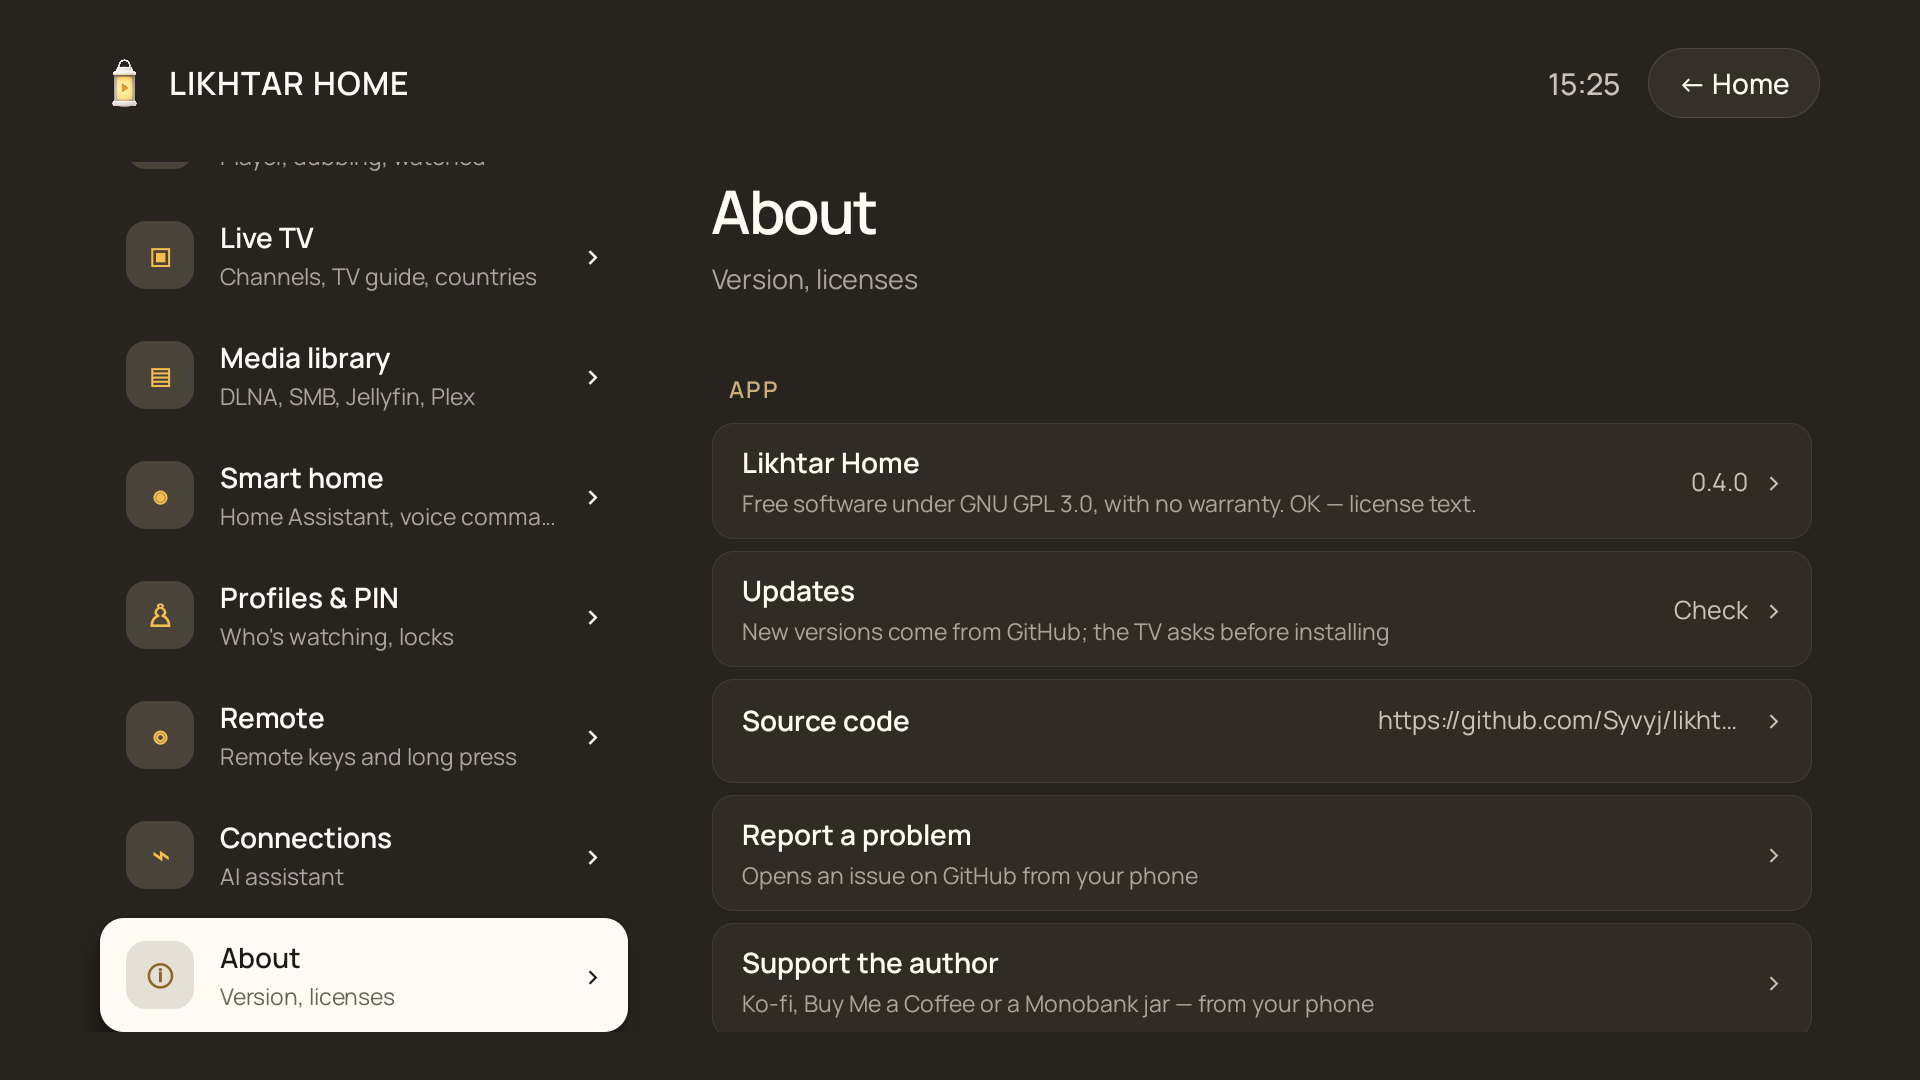 LIKHTAR HOME
15:25
← Home
Player, dubbing, watched
Live TV
Channels, TV guide, countries
Media library
DLNA, SMB, Jellyfin, Plex
Smart home
Home Assistant, voice comma...
Profiles & PIN
Who's watching, locks
Remote
Remote keys and long press
Connections
AI assistant
About
Version, licenses
About
Version, licenses
APP
Likhtar Home
Free software under GNU GPL 3.0, with no warranty. OK — license text.
0.4.0
Updates
New versions come from GitHub; the TV asks before installing
Check
Source code
https://github.com/Syvyj/likht...
Report a problem
Opens an issue on GitHub from your phone
Support the author
Ko-fi, Buy Me a Coffee or a Monobank jar — from your phone